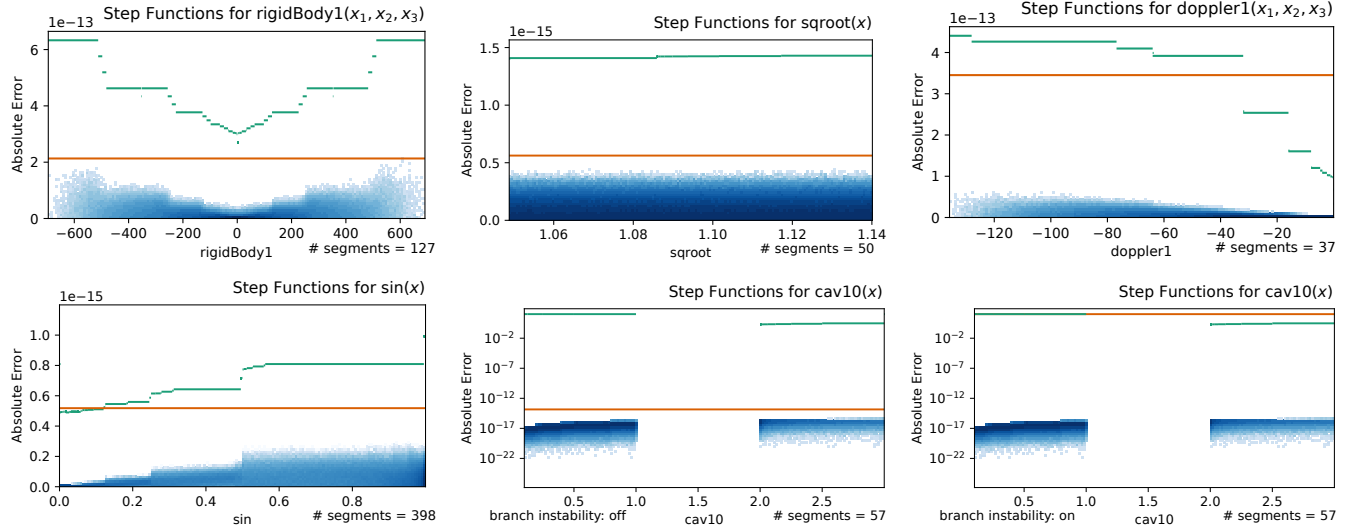 Step Functions for rigidBody1(x₁, x₂, x₃)
1e−13
6
4
2
0
Absolute Error
−600 −400 −200 0 200 400 600
rigidBody1
# segments = 127
Step Functions for sqroot(x)
1e−15
1.5
1.0
0.5
0.0
Absolute Error
1.06 1.08 1.10 1.12 1.14
sqroot
# segments = 50
Step Functions for doppler1(x₁, x₂, x₃)
1e−13
4
3
2
1
0
Absolute Error
−120 −100 −80 −60 −40 −20 0
doppler1
# segments = 37
Step Functions for sin(x)
1e−15
1.0
0.8
0.6
0.4
0.2
0.0
Absolute Error
0.0 0.2 0.4 0.6 0.8
sin
# segments = 398
Step Functions for cav10(x)
10⁻²
10⁻⁷
10⁻¹²
10⁻¹⁷
10⁻²²
Absolute Error
0.5 1.0 1.5 2.0 2.5
branch instability: off
cav10
# segments = 57
Step Functions for cav10(x)
10⁻²
10⁻⁷
10⁻¹²
10⁻¹⁷
10⁻²²
Absolute Error
0.5 1.0 1.5 2.0 2.5
branch instability: on
cav10
# segments = 57